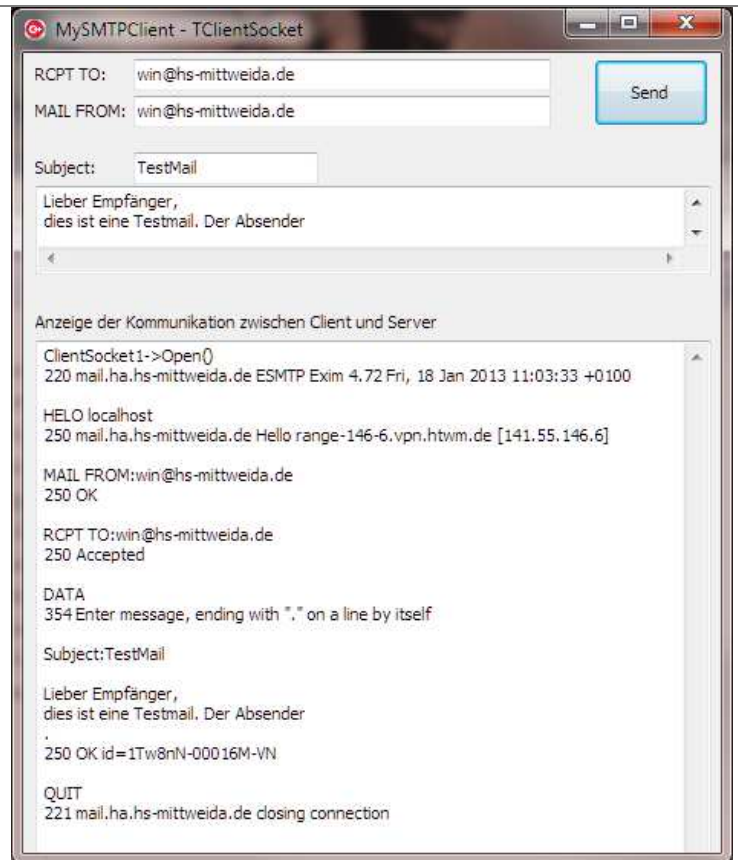 MySMTPClient - TClientSocket
RCPT TO: win@hs-mittweida.de
Send
MAIL FROM: win@hs-mittweida.de
Subject: TestMail
Lieber Empfänger,
dies ist eine Testmail. Der Absender
Anzeige der Kommunikation zwischen Client und Server
ClientSocket1->Open()
220 mail.ha.hs-mittweida.de ESMTP Exim 4.72 Fri, 18 Jan 2013 11:03:33 +0100
HELO localhost
250 mail.ha.hs-mittweida.de Hello range-146-6.vpn.htwm.de [141.55.146.6]
MAIL FROM:win@hs-mittweida.de
250 OK
RCPT TO:win@hs-mittweida.de
250 Accepted
DATA
354 Enter message, ending with "." on a line by itself
Subject:TestMail
Lieber Empfänger,
dies ist eine Testmail. Der Absender
.
250 OK id=1Tw8nN-00016M-VN
QUIT
221 mail.ha.hs-mittweida.de closing connection